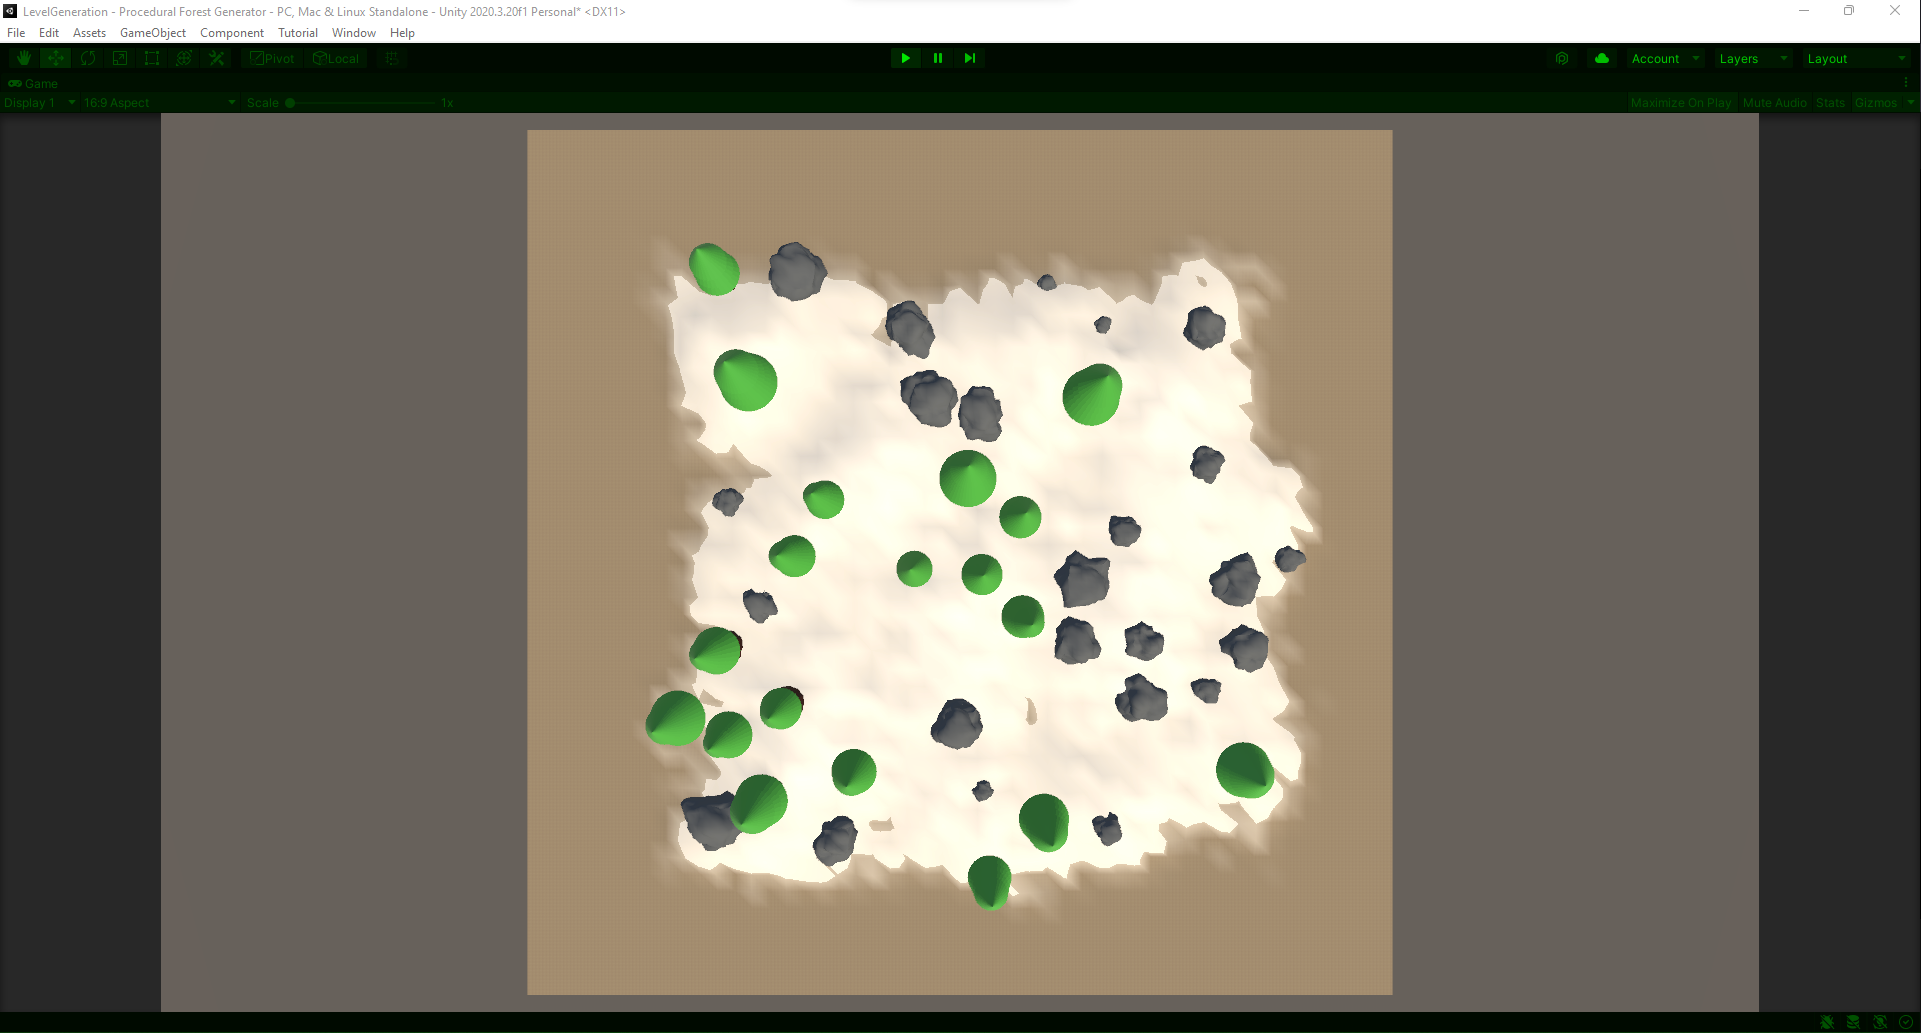 LevelGeneration - Procedural Forest Generator - PC, Mac & Linux Standalone - Unity 2020.3.20f1 Personal* <DX11>
File Edit Assets GameObject Component Tutorial Window Help
Pivot Local Account Layers Layout
Game
Display 1 16:9 Aspect Scale 1x Maximize On Play Mute Audio Stats Gizmos